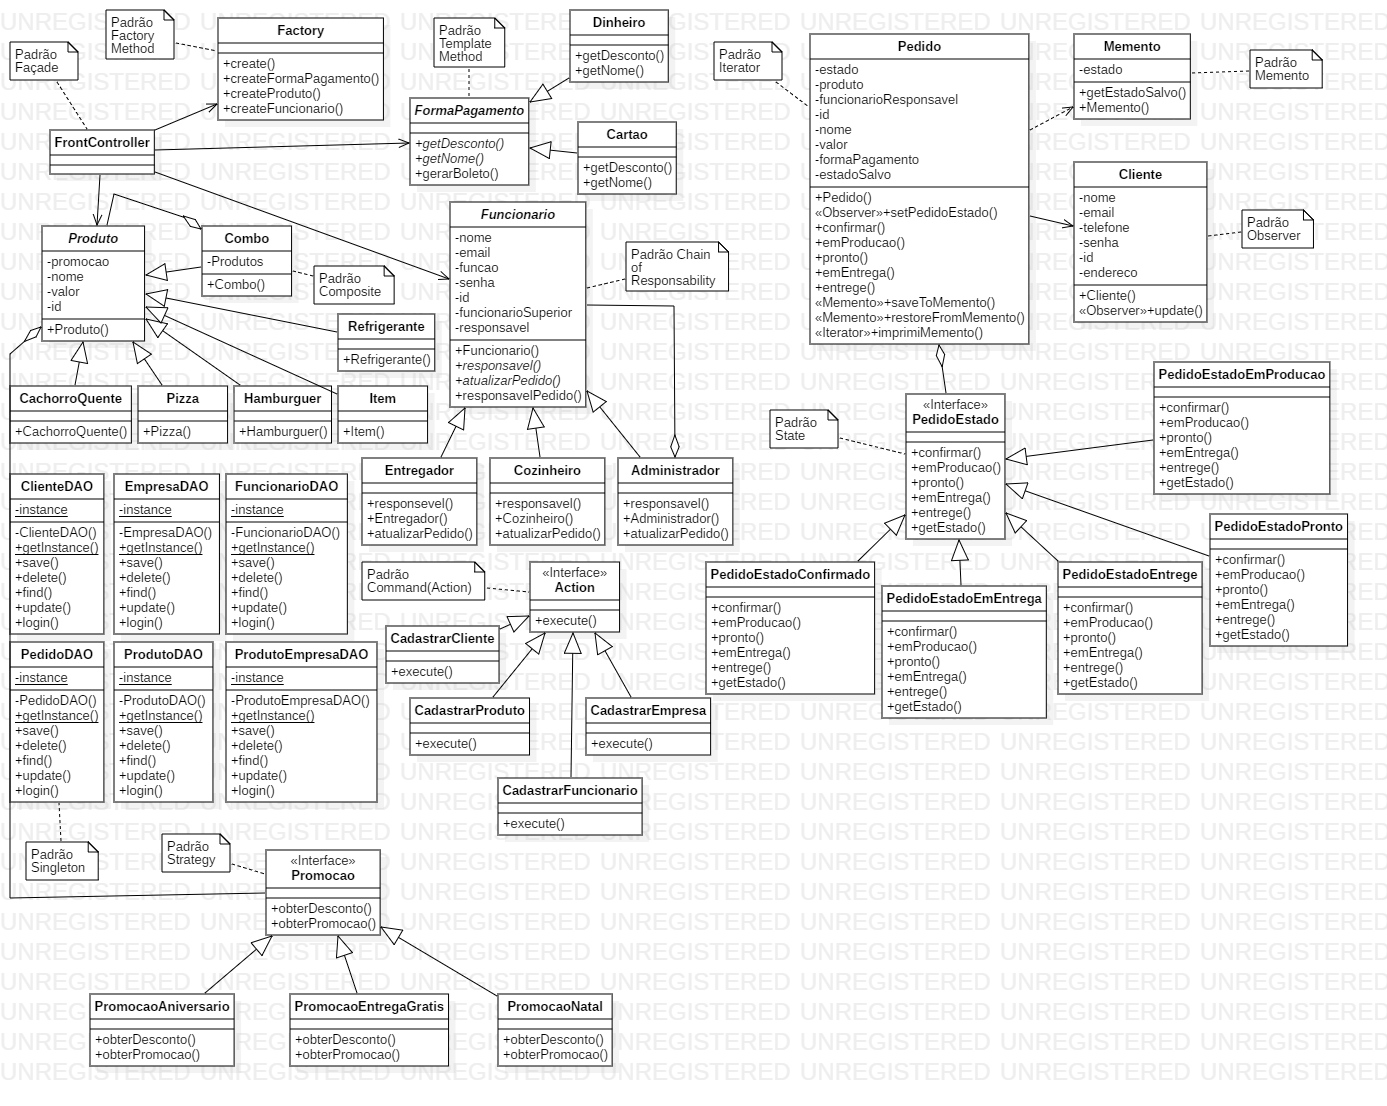 Padrão
Façade
Padrão
Factory
Method
Factory
+create()
+createFormaPagamento()
+createProduto()
+createFuncionario()
FrontController
Padrão
Template
Method
FormaPagamento
+getDesconto()
+getNome()
+gerarBoleto()
Dinheiro
+getDesconto()
+getNome()
Cartao
+getDesconto()
+getNome()
Padrão
Iterator
Pedido
-estado
-produto
-funcionarioResponsavel
-id
-nome
-valor
-formaPagamento
-estadoSalvo
+Pedido()
«Observer»+setPedidoEstado()
+confirmar()
+emProducao()
+pronto()
+emEntrega()
+entrege()
«Memento»+saveToMemento()
«Memento»+restoreFromMemento()
«Iterator»+imprimiMemento()
Memento
-estado
+getEstadoSalvo()
+Memento()
Padrão
Memento
Cliente
-nome
-email
-telefone
-senha
-id
-endereco
+Cliente()
«Observer»+update()
Padrão
Observer
Produto
-promocao
-nome
-valor
-id
+Produto()
Combo
-Produtos
+Combo()
Padrão
Composite
Refrigerante
+Refrigerante()
CachorroQuente
+CachorroQuente()
Pizza
+Pizza()
Hamburguer
+Hamburguer()
Item
+Item()
Funcionario
-nome
-email
-funcao
-senha
-id
-funcionarioSuperior
-responsavel
+Funcionario()
+responsavel()
+atualizarPedido()
+responsavelPedido()
Padrão Chain
of
Responsability
Entregador
+responsevel()
+Entregador()
+atualizarPedido()
Cozinheiro
+responsavel()
+Cozinheiro()
+atualizarPedido()
Administrador
+responsavel()
+Administrador()
+atualizarPedido()
Padrão
State
«Interface»
PedidoEstado
+confirmar()
+emProducao()
+pronto()
+emEntrega()
+entrege()
+getEstado()
PedidoEstadoEmProducao
+confirmar()
+emProducao()
+pronto()
+emEntrega()
+entrege()
+getEstado()
PedidoEstadoPronto
+confirmar()
+emProducao()
+pronto()
+emEntrega()
+entrege()
+getEstado()
PedidoEstadoConfirmado
+confirmar()
+emProducao()
+pronto()
+emEntrega()
+entrege()
+getEstado()
PedidoEstadoEmEntrega
+confirmar()
+emProducao()
+pronto()
+emEntrega()
+entrege()
+getEstado()
PedidoEstadoEntrege
+confirmar()
+emProducao()
+pronto()
+emEntrega()
+entrege()
+getEstado()
ClienteDAO
-instance
-ClienteDAO()
+getInstance()
+save()
+delete()
+find()
+update()
+login()
EmpresaDAO
-instance
-EmpresaDAO()
+getInstance()
+save()
+delete()
+find()
+update()
+login()
FuncionarioDAO
-instance
-FuncionarioDAO()
+getInstance()
+save()
+delete()
+find()
+update()
+login()
PedidoDAO
-instance
-PedidoDAO()
+getInstance()
+save()
+delete()
+find()
+update()
+login()
ProdutoDAO
-instance
-ProdutoDAO()
+getInstance()
+save()
+delete()
+find()
+update()
+login()
ProdutoEmpresaDAO
-instance
-ProdutoEmpresaDAO()
+getInstance()
+save()
+delete()
+find()
+update()
+login()
Padrão
Singleton
Padrão
Command(Action)
«Interface»
Action
+execute()
CadastrarCliente
+execute()
CadastrarProduto
+execute()
CadastrarEmpresa
+execute()
CadastrarFuncionario
+execute()
Padrão
Strategy
«Interface»
Promocao
+obterDesconto()
+obterPromocao()
PromocaoAniversario
+obterDesconto()
+obterPromocao()
PromocaoEntregaGratis
+obterDesconto()
+obterPromocao()
PromocaoNatal
+obterDesconto()
+obterPromocao()
UNREGISTERED